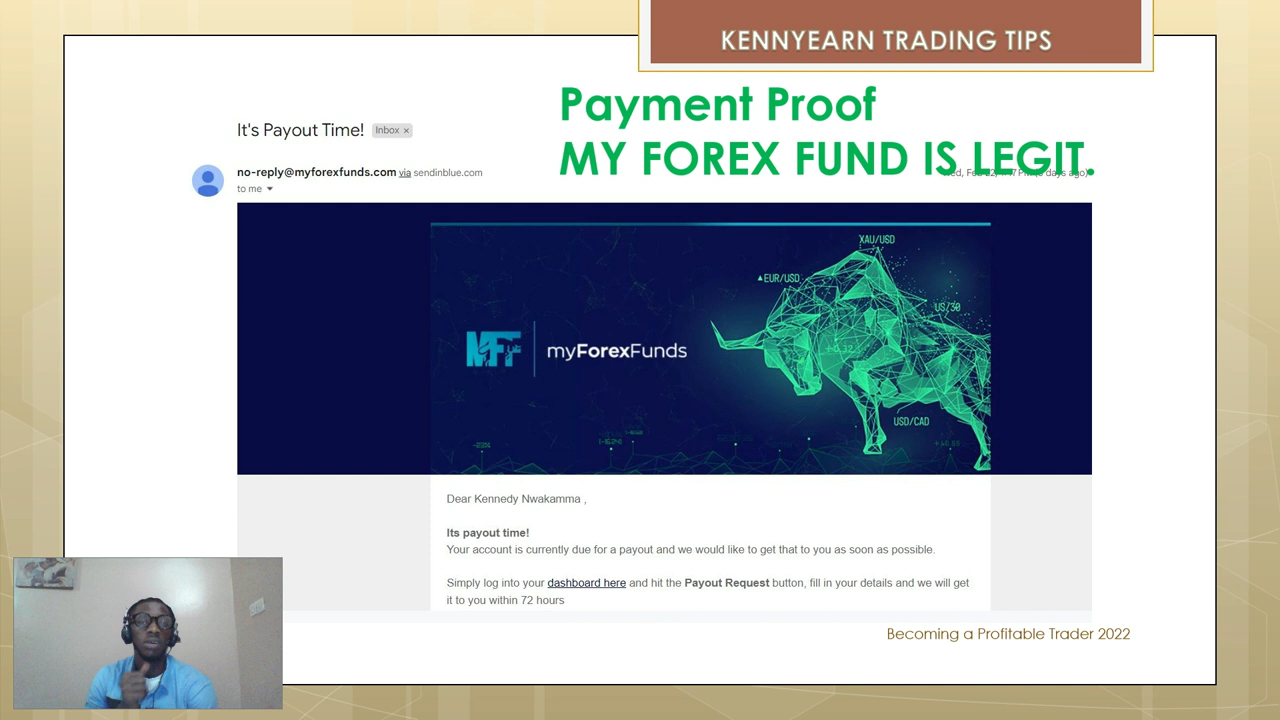 KENNYEARN TRADING TIPS
Payment Proof
MY FOREX FUND IS LEGIT.
It's Payout Time! Inbox ×
no-reply@myforexfunds.com via sendinblue.com
to me
XAU/USD
EUR/USD
US/30
MFF myForexFunds
USD/CAD
Dear Kennedy Nwakamma ,
Its payout time!
Your account is currently due for a payout and we would like to get that to you as soon as possible.
Simply log into your dashboard here and hit the Payout Request button, fill in your details and we will get
it to you within 72 hours
Becoming a Profitable Trader 2022